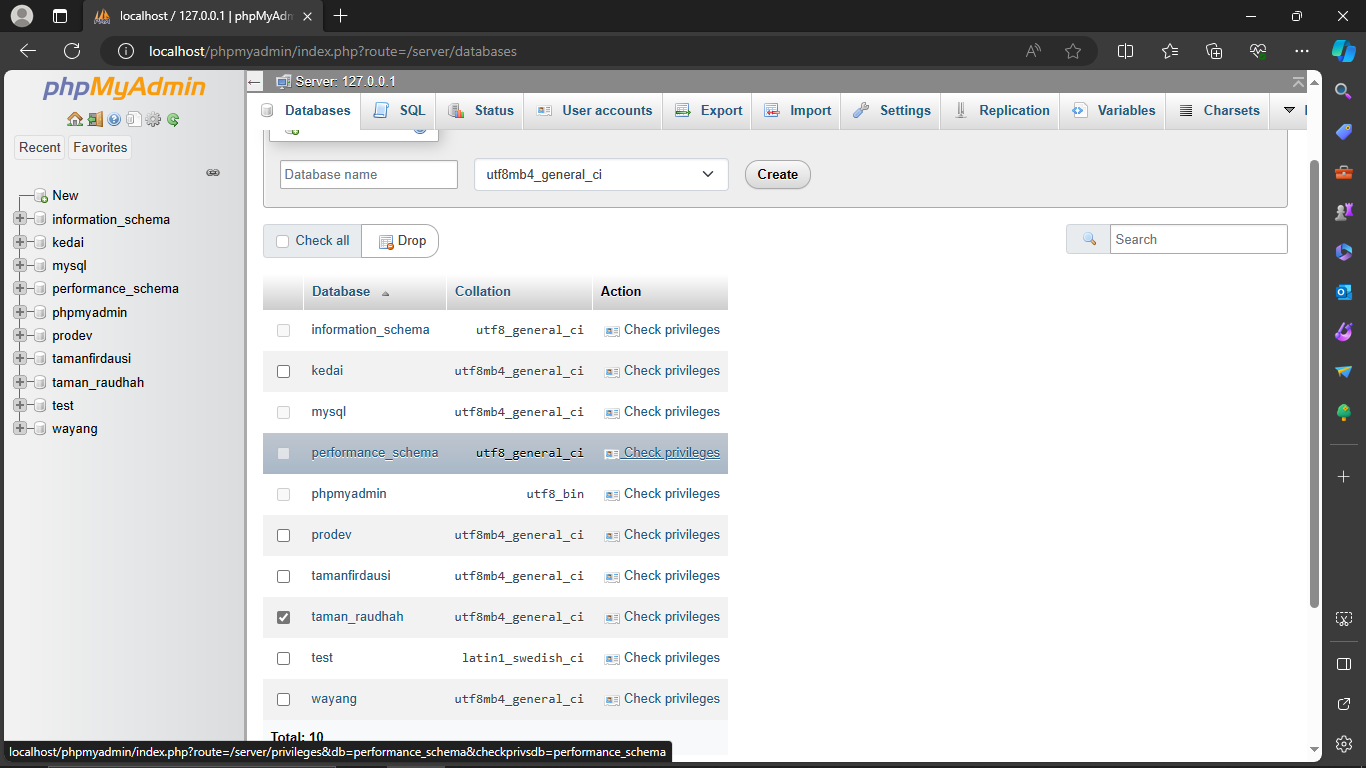 localhost / 127.0.0.1 | phpMyAdm
localhost/phpmyadmin/index.php?route=/server/databases
phpMyAdmin
Recent
Favorites
New
information_schema
kedai
mysql
performance_schema
phpmyadmin
prodev
tamanfirdausi
taman_raudhah
test
wayang
Server: 127.0.0.1
Databases SQL Status User accounts Export Import Settings Replication Variables Charsets
Database name utf8mb4_general_ci Create
Check all Drop Search
Database Collation Action
information_schema utf8_general_ci Check privileges
kedai utf8mb4_general_ci Check privileges
mysql utf8mb4_general_ci Check privileges
performance_schema utf8_general_ci Check privileges
phpmyadmin utf8_bin Check privileges
prodev utf8mb4_general_ci Check privileges
tamanfirdausi utf8mb4_general_ci Check privileges
taman_raudhah utf8mb4_general_ci Check privileges
test latin1_swedish_ci Check privileges
wayang utf8mb4_general_ci Check privileges
Total: 10
localhost/phpmyadmin/index.php?route=/server/privileges&db=performance_schema&checkprivsdb=performance_schema